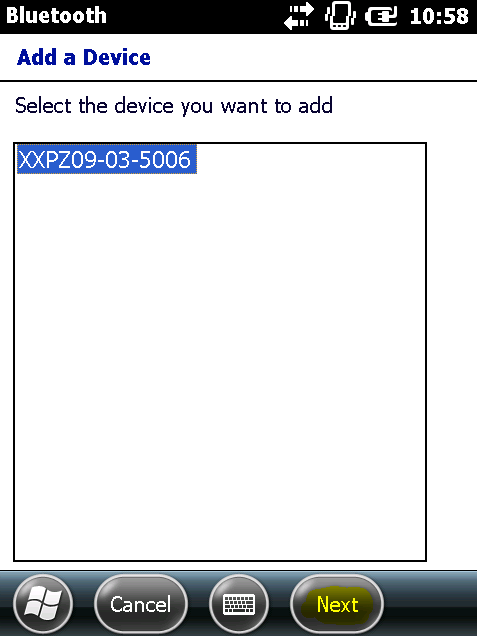 Bluetooth 10:58
Add a Device
Select the device you want to add
XXPZ09-03-5006
Cancel Next